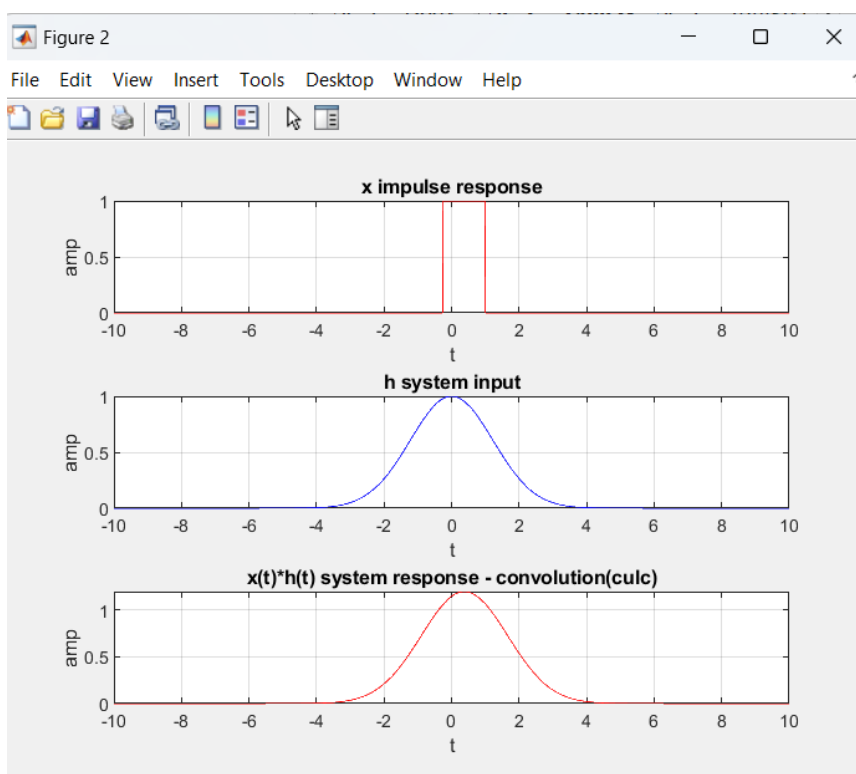 Figure 2
File Edit View Insert Tools Desktop Window Help
x impulse response
1
0.5
0
amp
-10 -8 -6 -4 -2 0 2 4 6 8 10
t
h system input
1
0.5
0
amp
-10 -8 -6 -4 -2 0 2 4 6 8 10
t
x(t)*h(t) system response - convolution(culc)
1
0.5
0
amp
-10 -8 -6 -4 -2 0 2 4 6 8 10
t